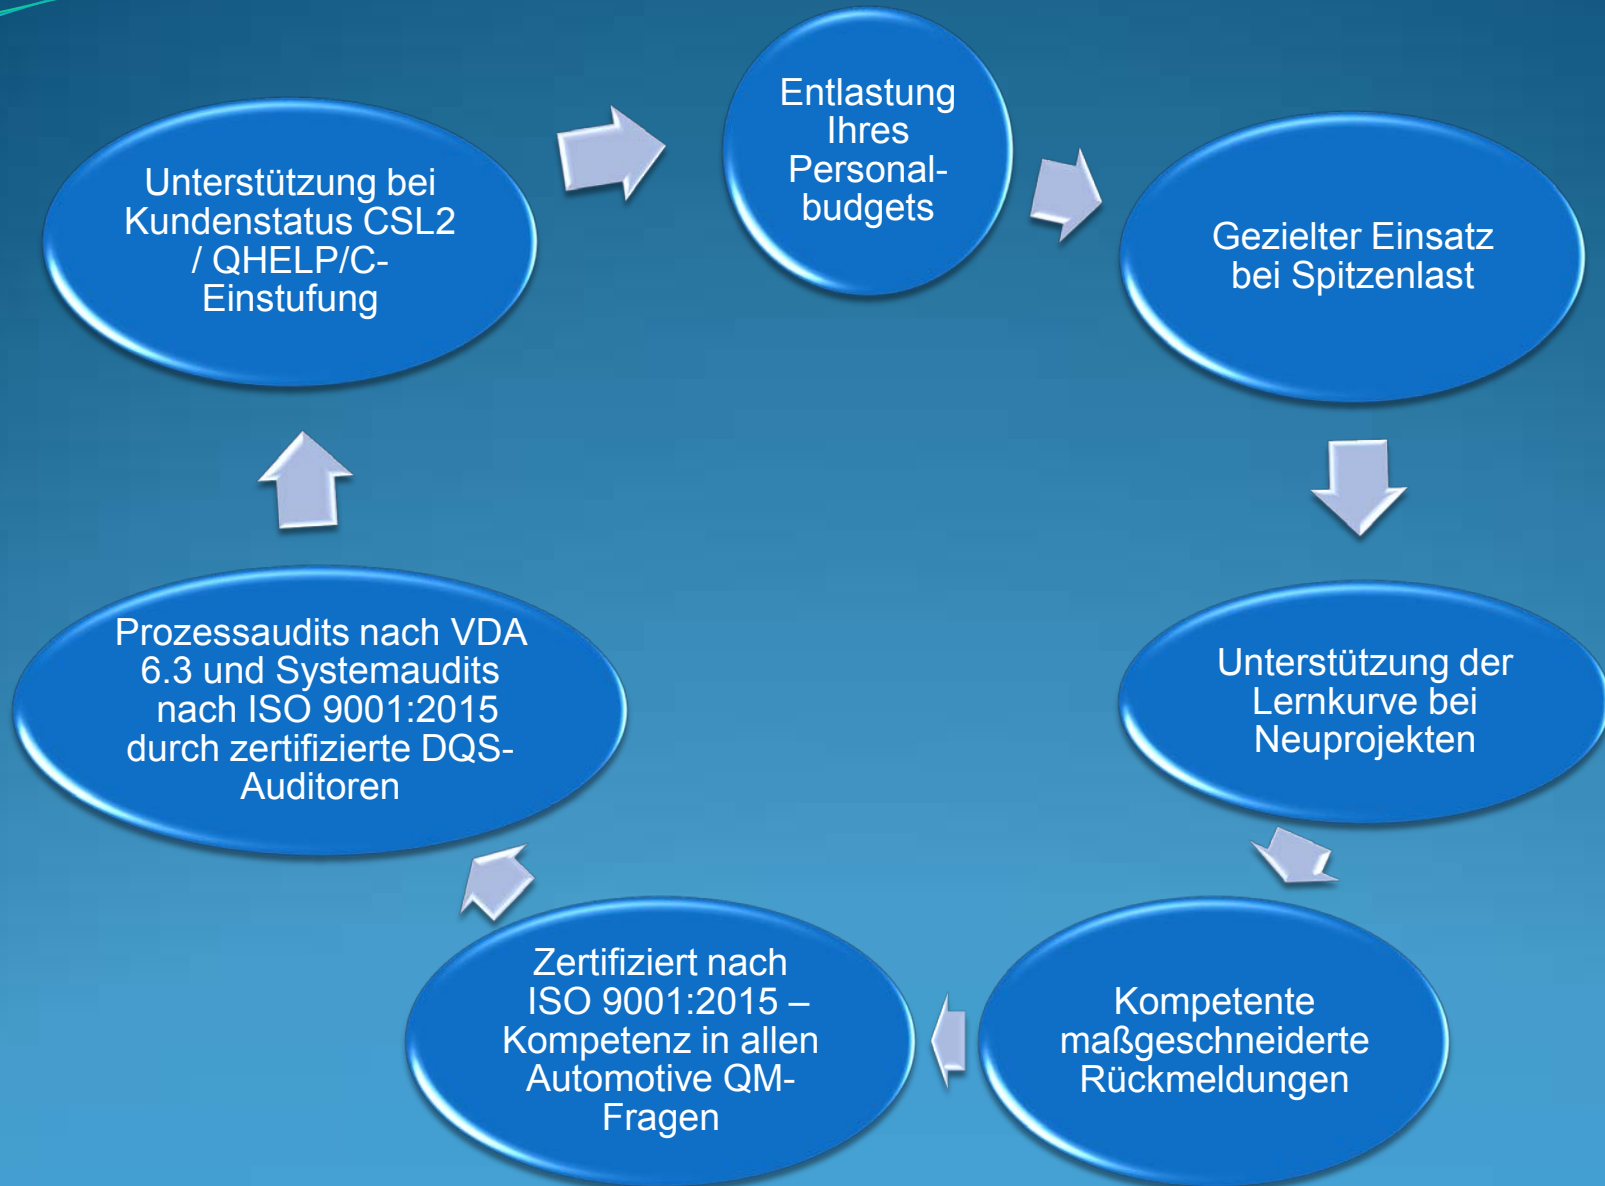 Entlastung
Ihres
Personal-
budgets
Gezielter Einsatz
bei Spitzenlast
Unterstützung der
Lernkurve bei
Neuprojekten
Kompetente
maßgeschneiderte
Rückmeldungen
Zertifiziert nach
ISO 9001:2015 –
Kompetenz in allen
Automotive QM-
Fragen
Prozessaudits nach VDA
6.3 und Systemaudits
nach ISO 9001:2015
durch zertifizierte DQS-
Auditoren
Unterstützung bei
Kundenstatus CSL2
/ QHELP/C-
Einstufung